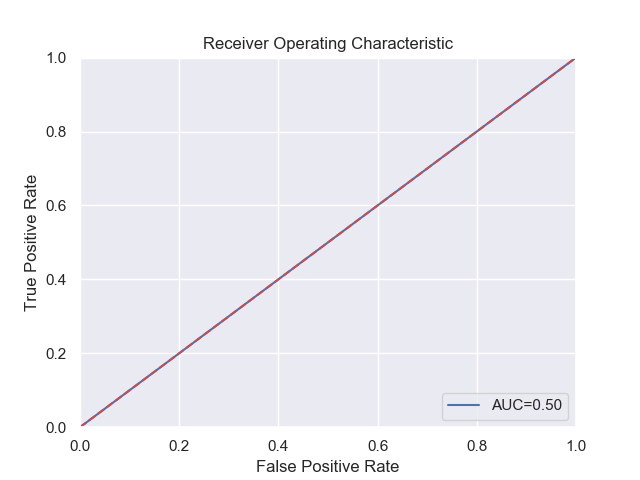 Receiver Operating Characteristic
1.0
0.8
0.6
0.4
0.2
0.0
True Positive Rate
AUC=0.50
0.0 0.2 0.4 0.6 0.8 1.0
False Positive Rate